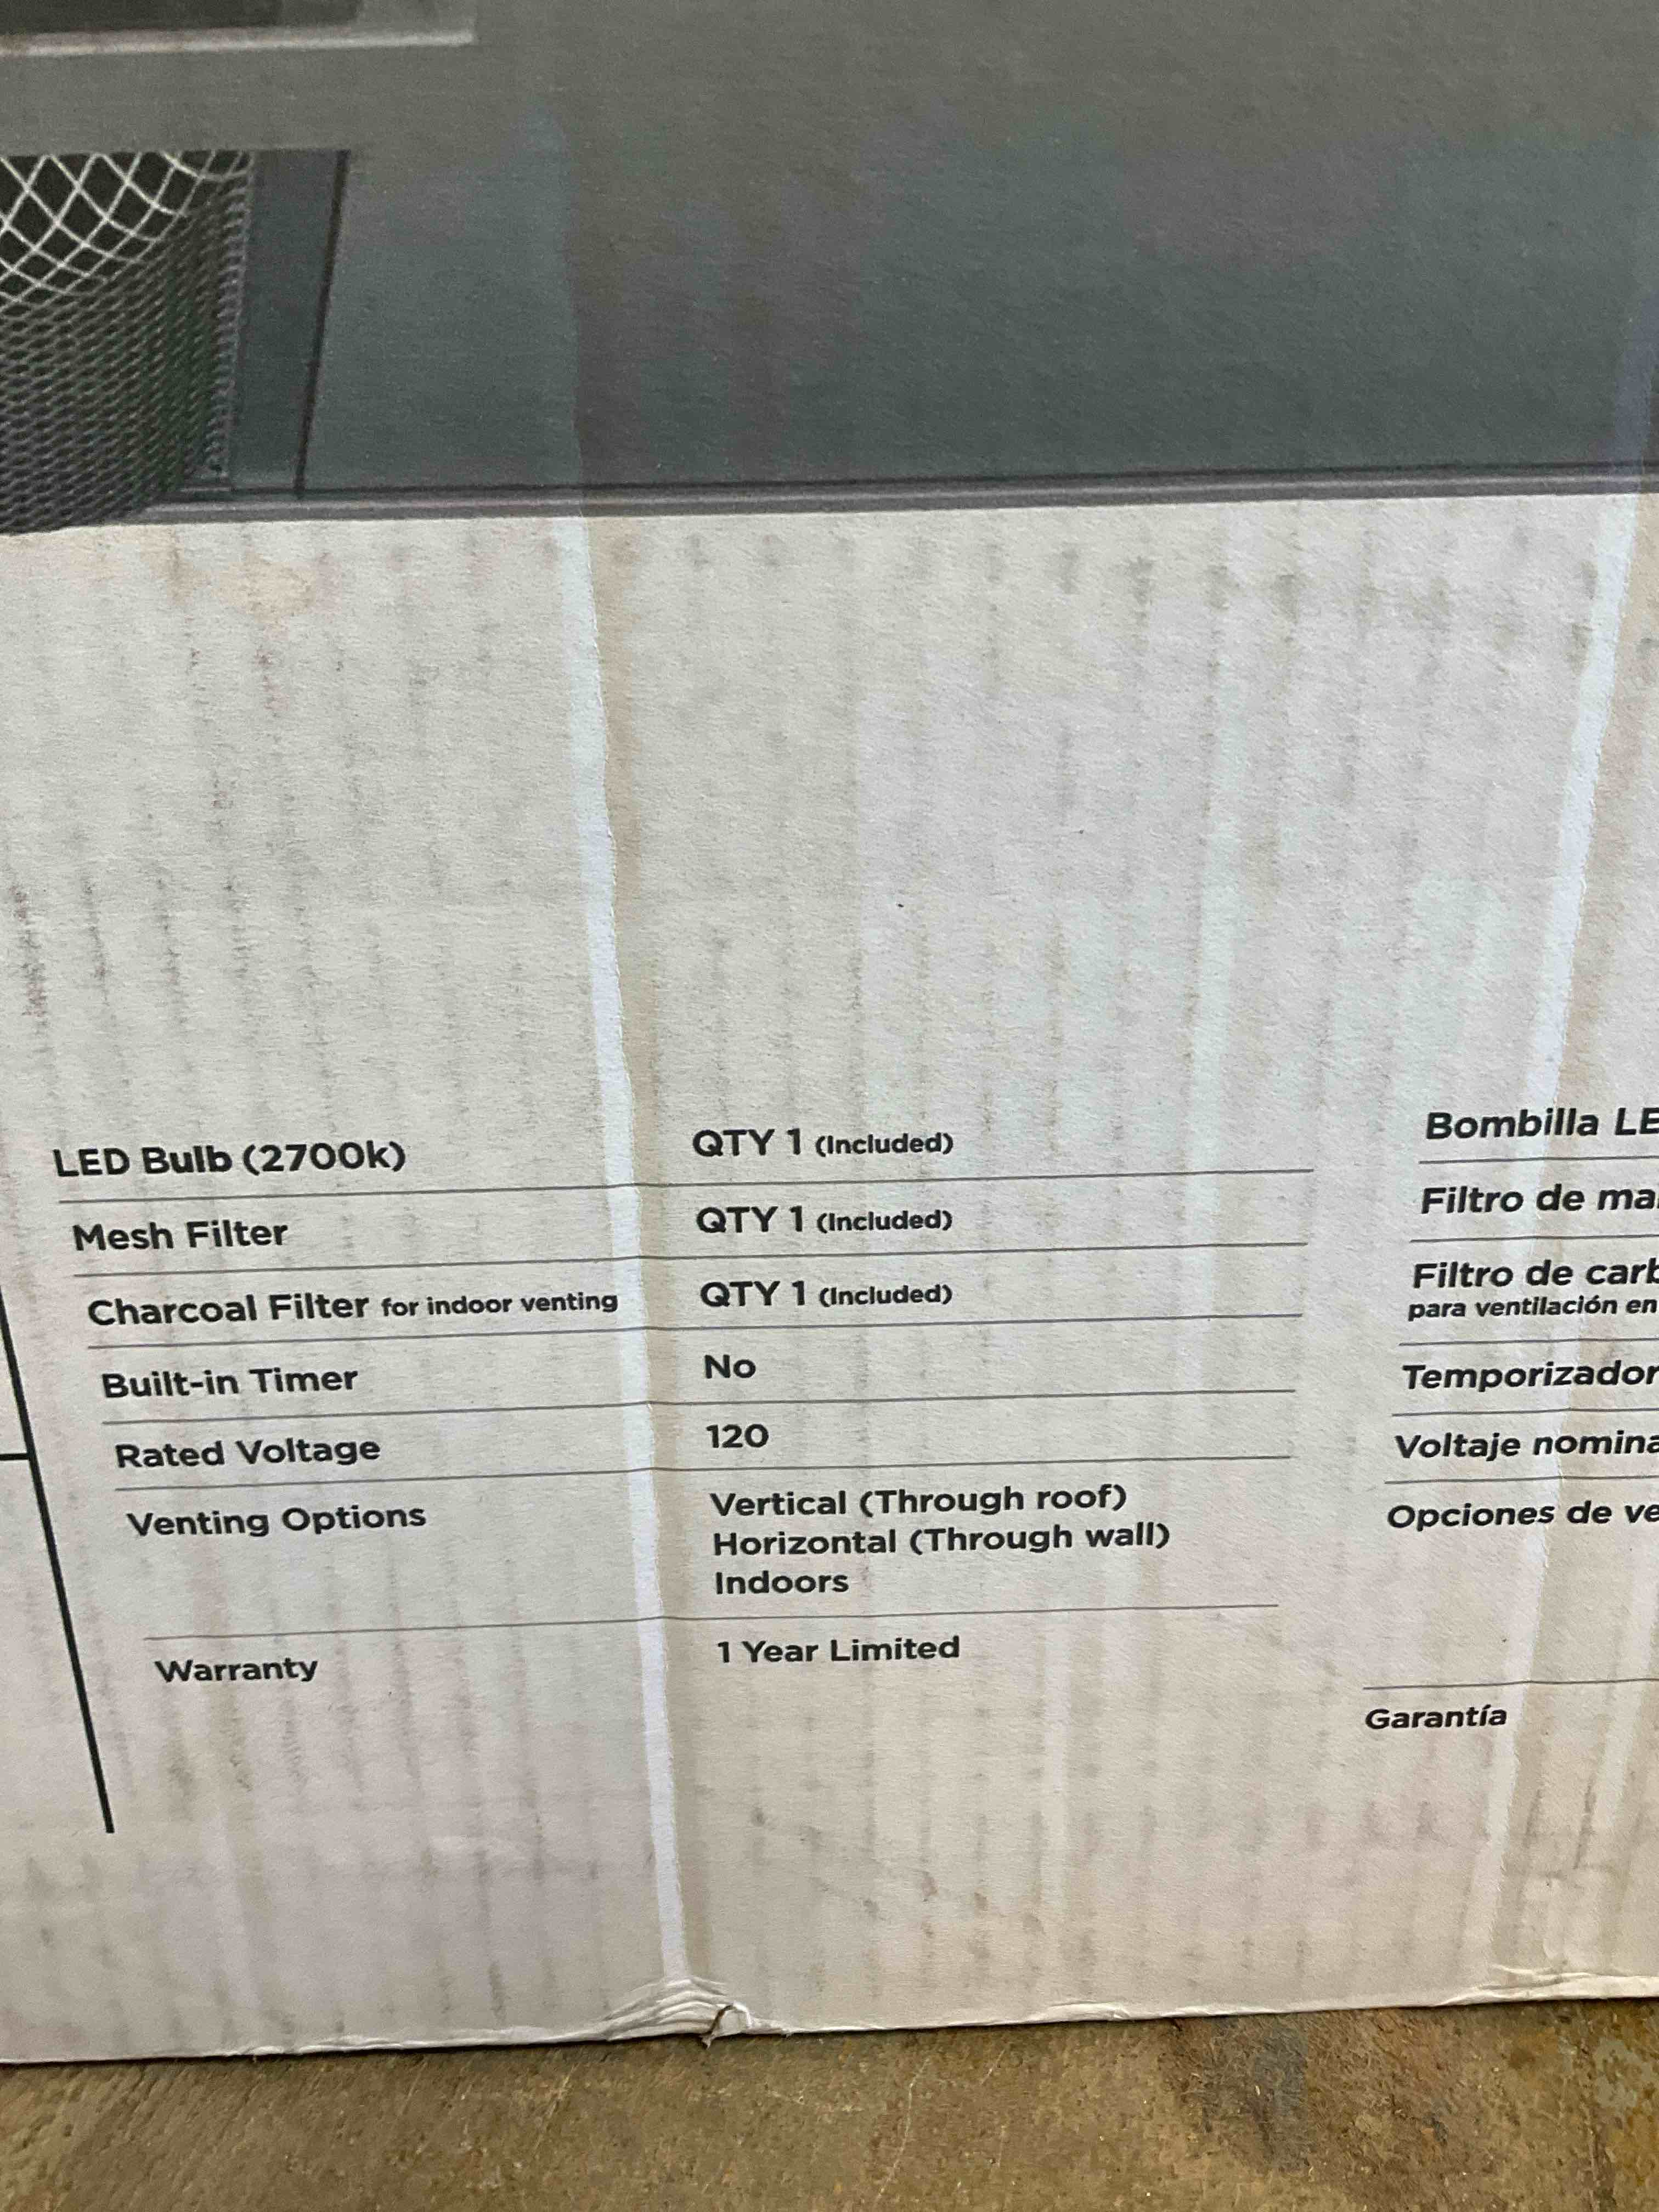 LED Bulb (2700k) QTY 1 (Included)
Mesh Filter QTY 1 (Included)
Charcoal Filter for indoor venting QTY 1 (Included)
Built-in Timer No
Rated Voltage 120
Venting Options Vertical (Through roof)
Horizontal (Through wall)
Indoors
Warranty 1 Year Limited
Bombilla LE
Filtro de ma
Filtro de carb
para ventilación en
Temporizador
Voltaje nomina
Opciones de ve
Garantía